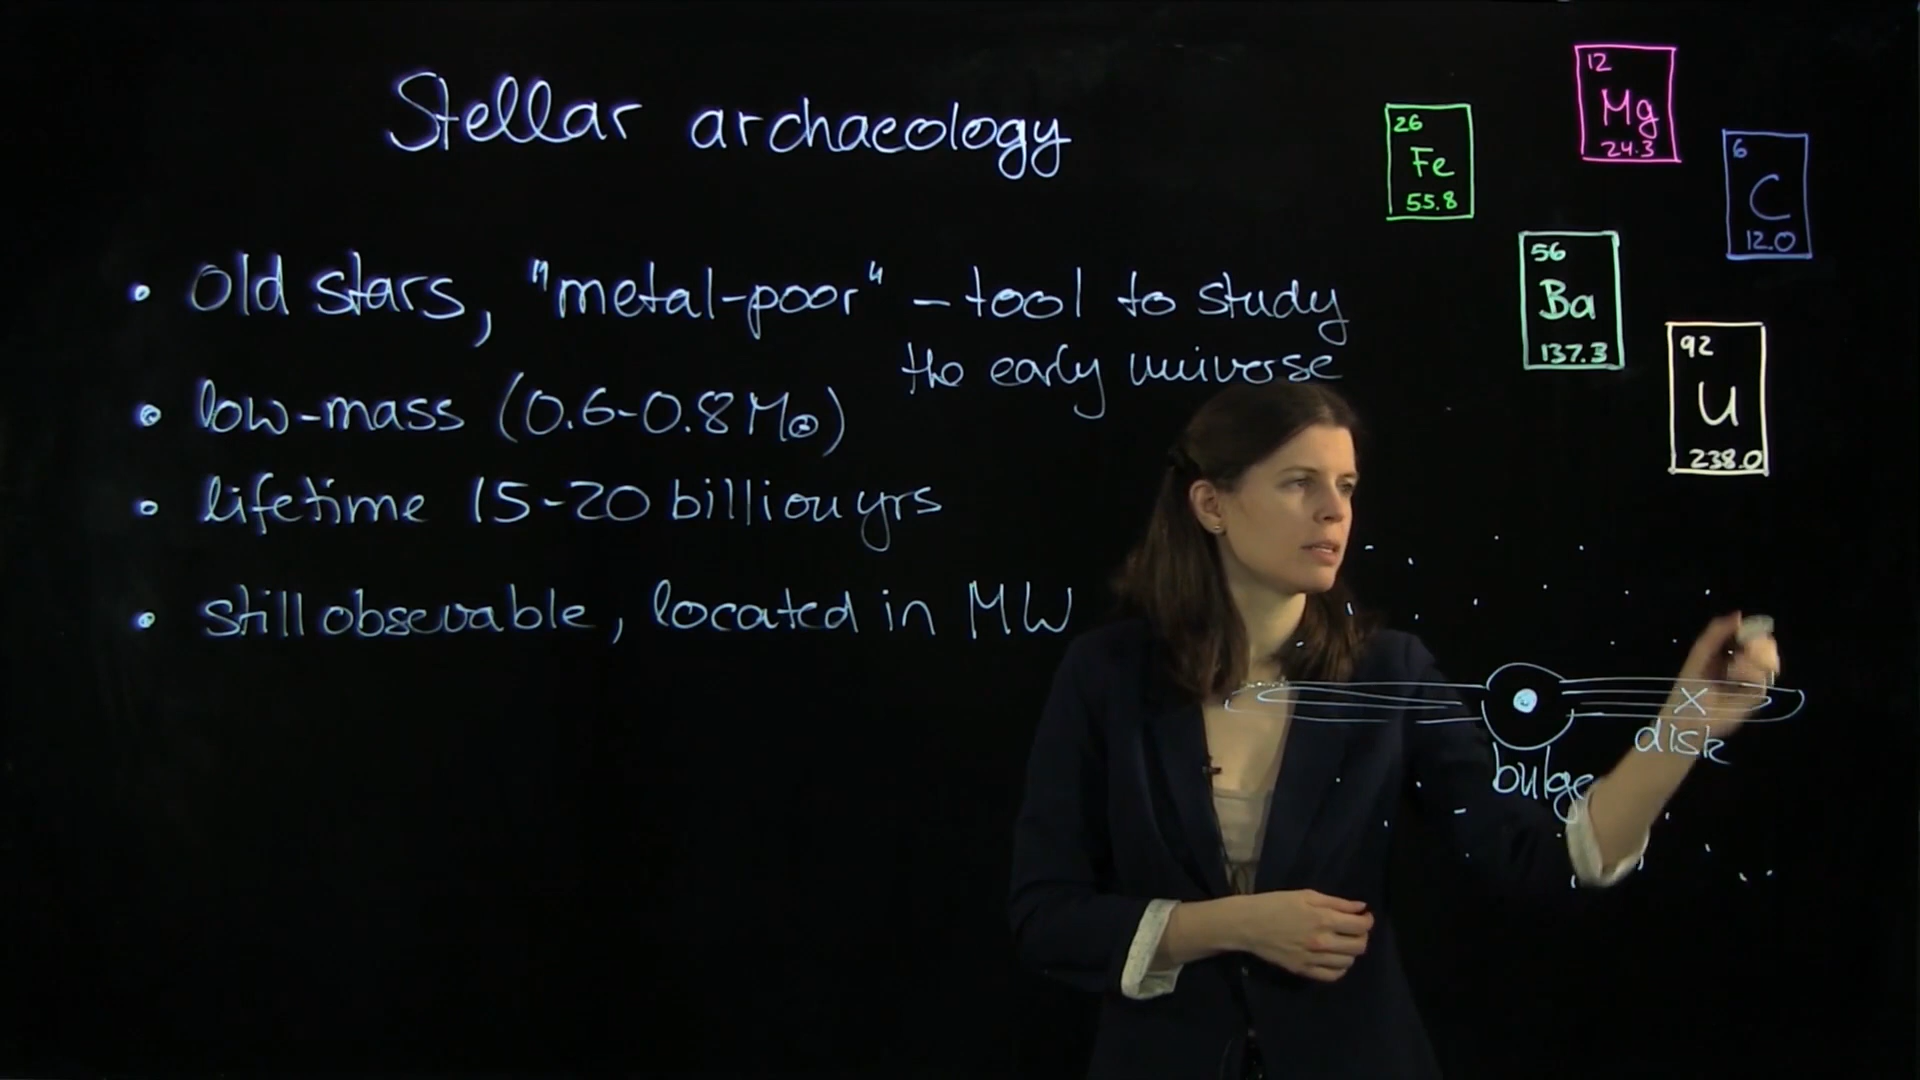 Stellar archaeology
• old stars, "metal-poor" - tool to study
the early universe
• low-mass (0.6-0.8 M⊙)
• lifetime 15-20 billion yrs
• still obsevable, located in MW
26
Fe
55.8
12
Mg
24.3
6
C
12.0
56
Ba
137.3
92
U
238.0
disk
bulge